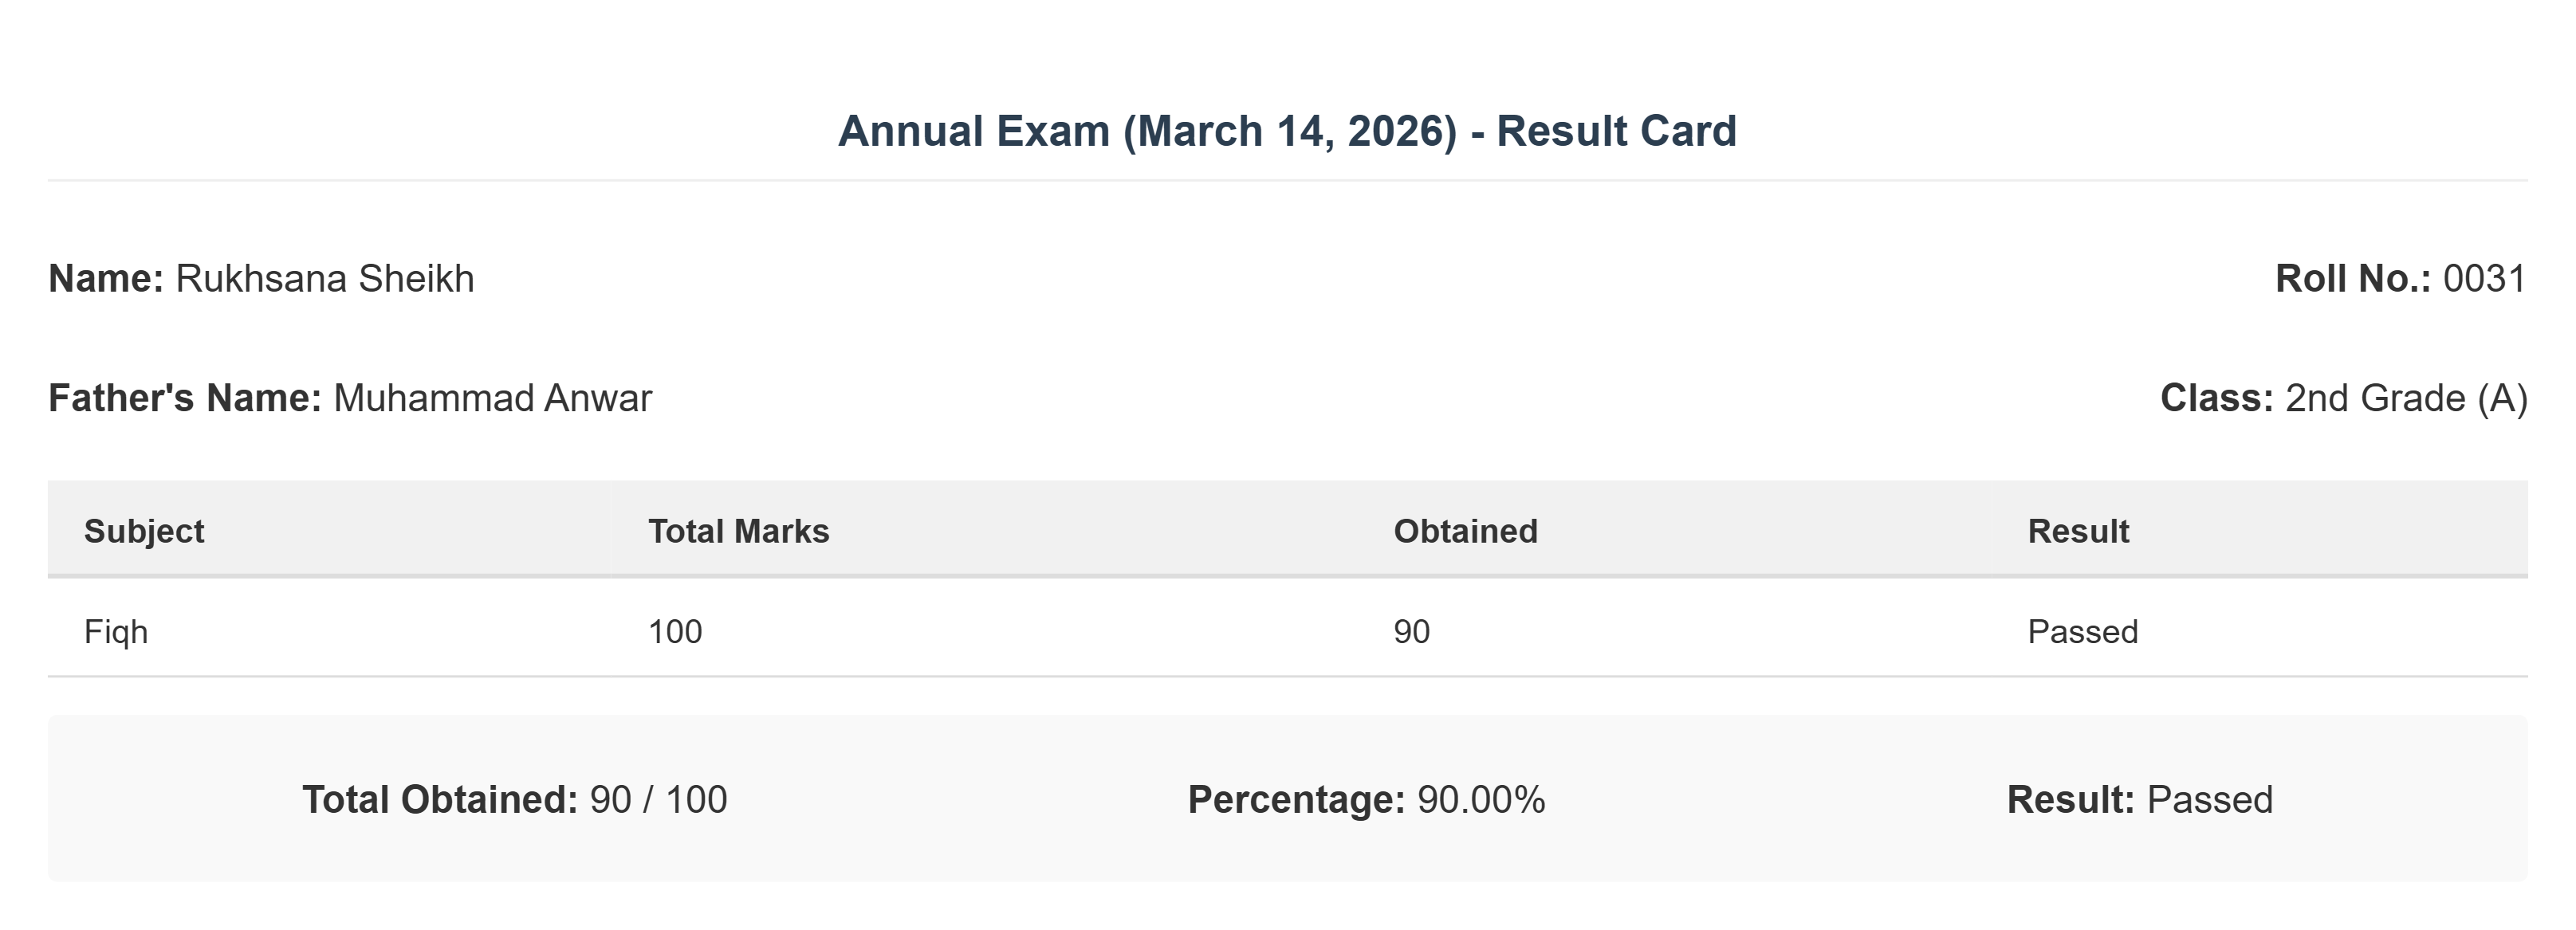 Annual Exam (March 14, 2026) - Result Card
Name: Rukhsana Sheikh Roll No.: 0031
Father's Name: Muhammad Anwar Class: 2nd Grade (A)
Subject Total Marks Obtained Result
Fiqh 100 90 Passed
Total Obtained: 90 / 100 Percentage: 90.00% Result: Passed